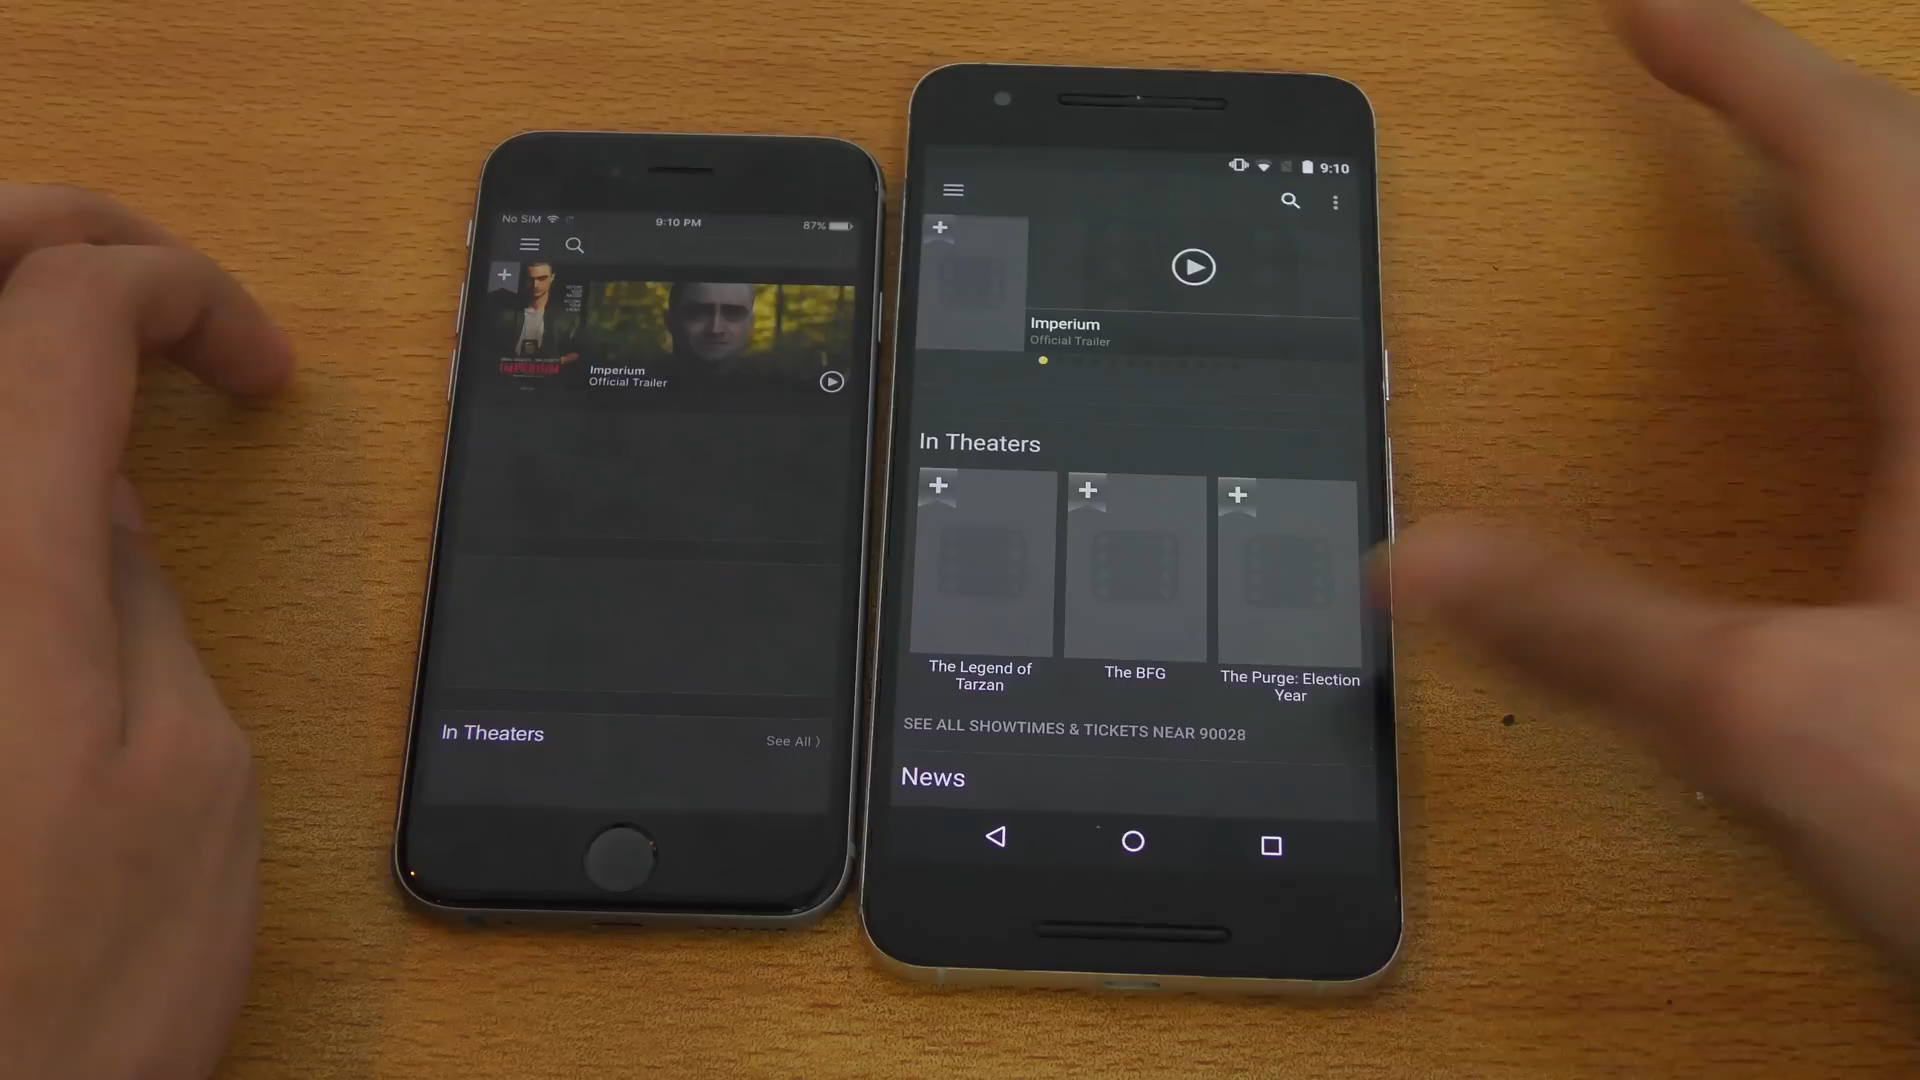 No SIM
9:10 PM
87%
IMPERIUM
Imperium
Official Trailer
In Theaters
See All
9:10
Imperium
Official Trailer
In Theaters
The Legend of
Tarzan
The BFG
The Purge: Election
Year
SEE ALL SHOWTIMES & TICKETS NEAR 90028
News